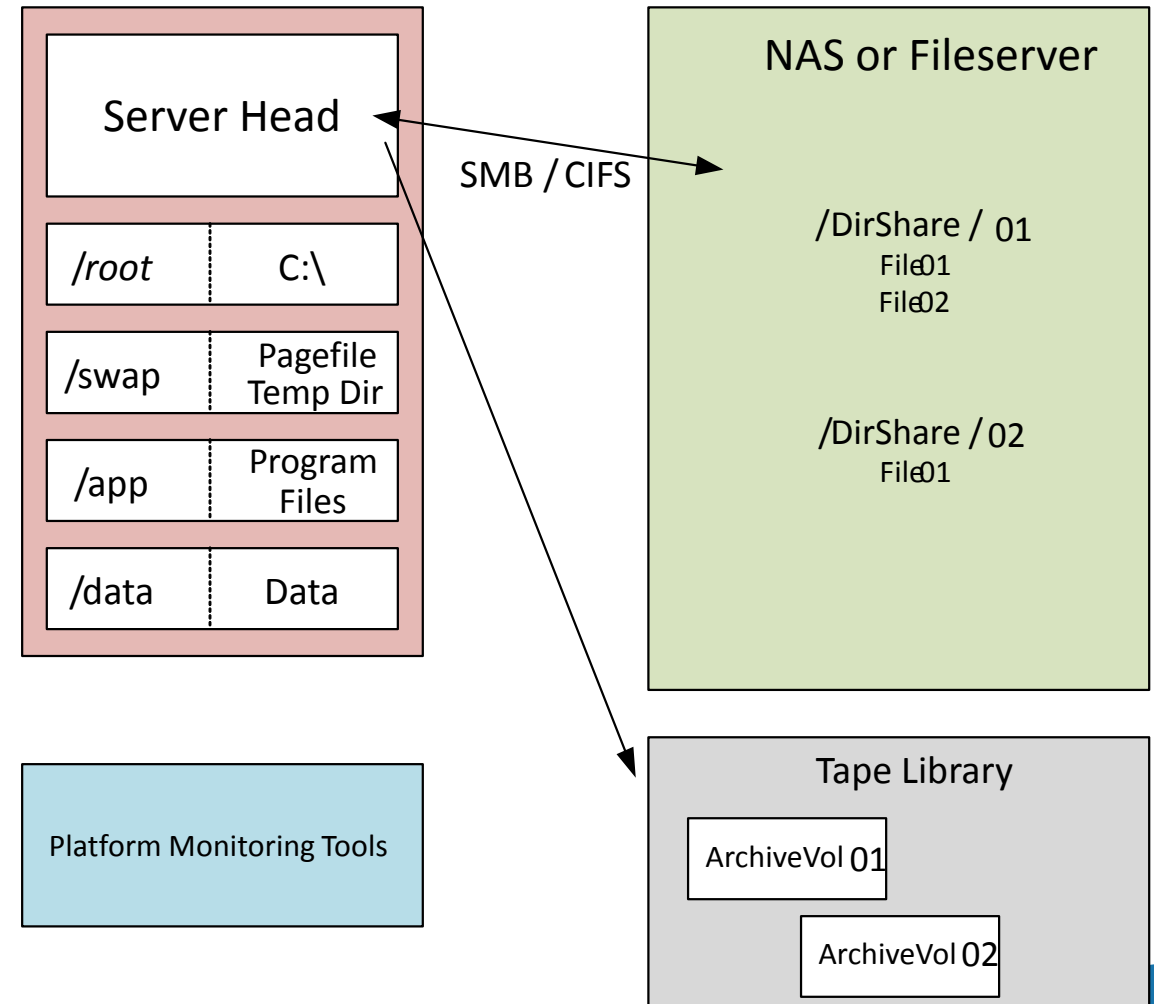 Server Head
/root
C:\
/swap
Pagefile
Temp Dir
/app
Program
Files
/data
Data
SMB / CIFS
NAS or Fileserver
/DirShare / 01
File01
File02
/DirShare / 02
File01
Platform Monitoring Tools
Tape Library
ArchiveVol 01
ArchiveVol 02